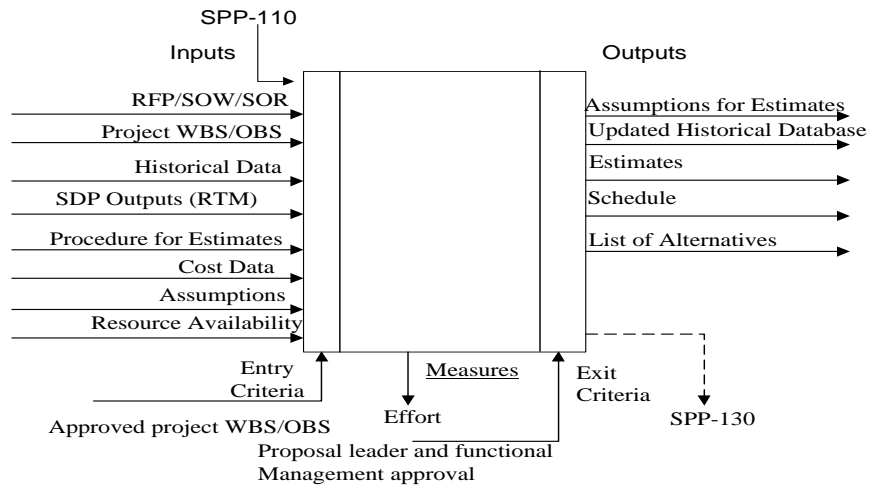 SPP-110
Inputs
Outputs
RFP/SOW/SOR
Project WBS/OBS
Historical Data
SDP Outputs (RTM)
Procedure for Estimates
Cost Data
Assumptions
Resource Availability
Assumptions for Estimates
Updated Historical Database
Estimates
Schedule
List of Alternatives
Entry
Criteria
Approved project WBS/OBS
Measures
Effort
Exit
Criteria
Proposal leader and functional
Management approval
SPP-130